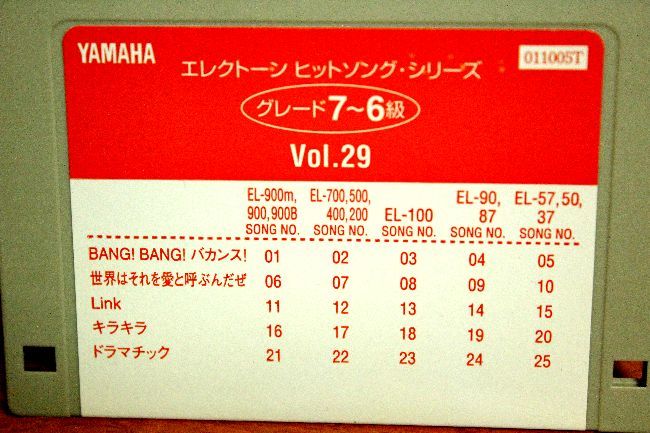 YAMAHA
エレクトーン ヒットソング・シリーズ
011005T
グレード7〜6級
Vol.29
EL-900m, EL-700,500, EL-90, EL-57,50,
900,900B 400,200 EL-100 87 37
SONG NO. SONG NO. SONG NO. SONG NO. SONG NO.
BANG! BANG! バカンス! 01 02 03 04 05
世界はそれを愛と呼ぶんだぜ 06 07 08 09 10
Link 11 12 13 14 15
キラキラ 16 17 18 19 20
ドラマチック 21 22 23 24 25